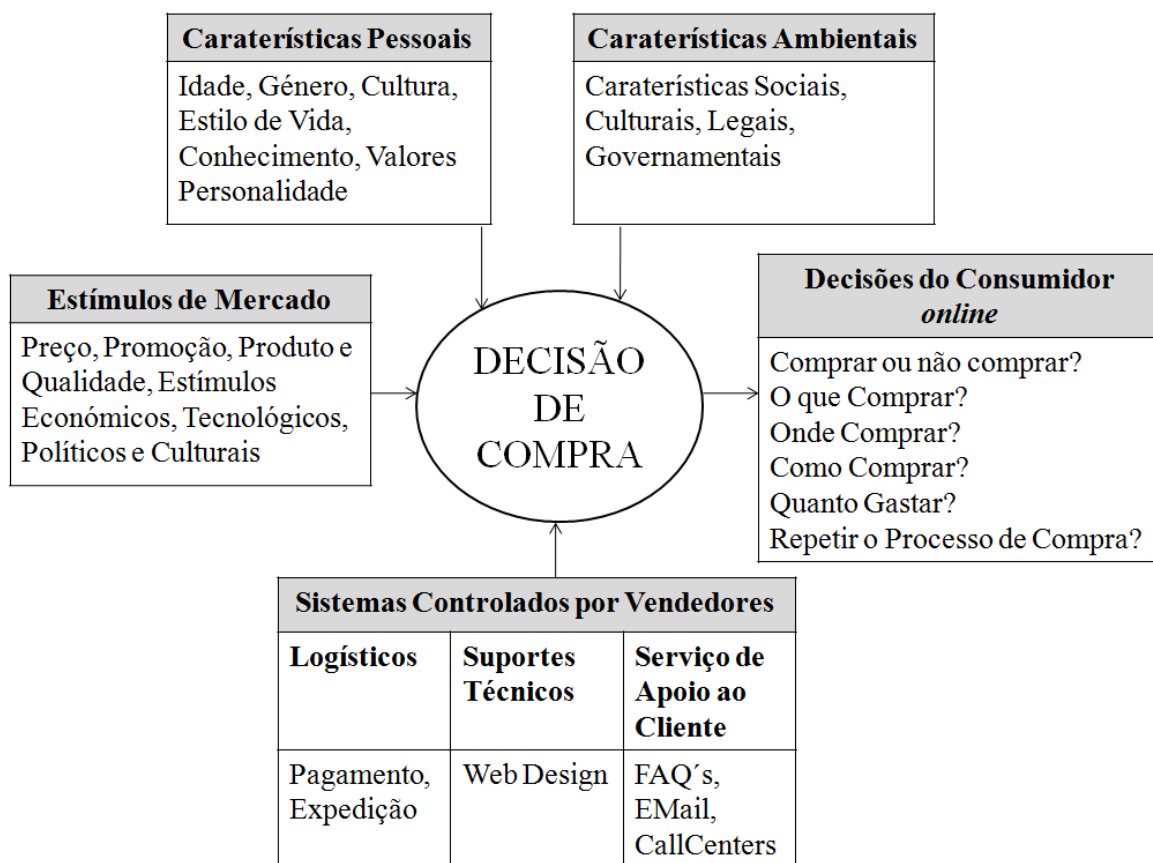 Caraterísticas Pessoais
Idade, Género, Cultura,
Estilo de Vida,
Conhecimento, Valores
Personalidade
Caraterísticas Ambientais
Caraterísticas Sociais,
Culturais, Legais,
Governamentais
Estímulos de Mercado
Preço, Promoção, Produto e
Qualidade, Estímulos
Económicos, Tecnológicos,
Políticos e Culturais
DECISÃO
DE
COMPRA
Decisões do Consumidor
online
Comprar ou não comprar?
O que Comprar?
Onde Comprar?
Como Comprar?
Quanto Gastar?
Repetir o Processo de Compra?
Sistemas Controlados por Vendedores
Logísticos
Suportes
Técnicos
Serviço de
Apoio ao
Cliente
Pagamento,
Expedição
Web Design
FAQ´s,
EMail,
CallCenters